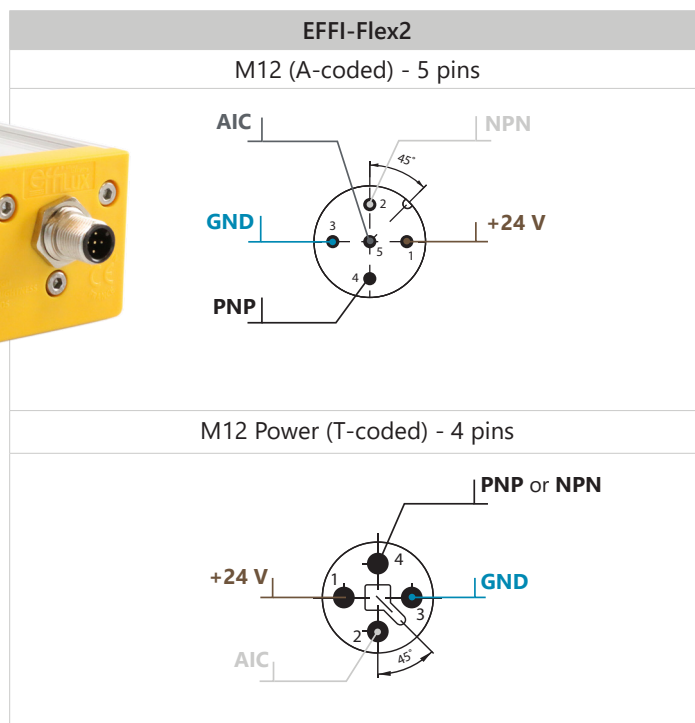 EFFI-Flex2
M12 (A-coded) - 5 pins
AIC
NPN
45°
2
GND
3
+24 V
5
1
4
PNP
effilux
M12 Power (T-coded) - 4 pins
PNP or NPN
4
+24 V
1
GND
3
2
AIC
45°